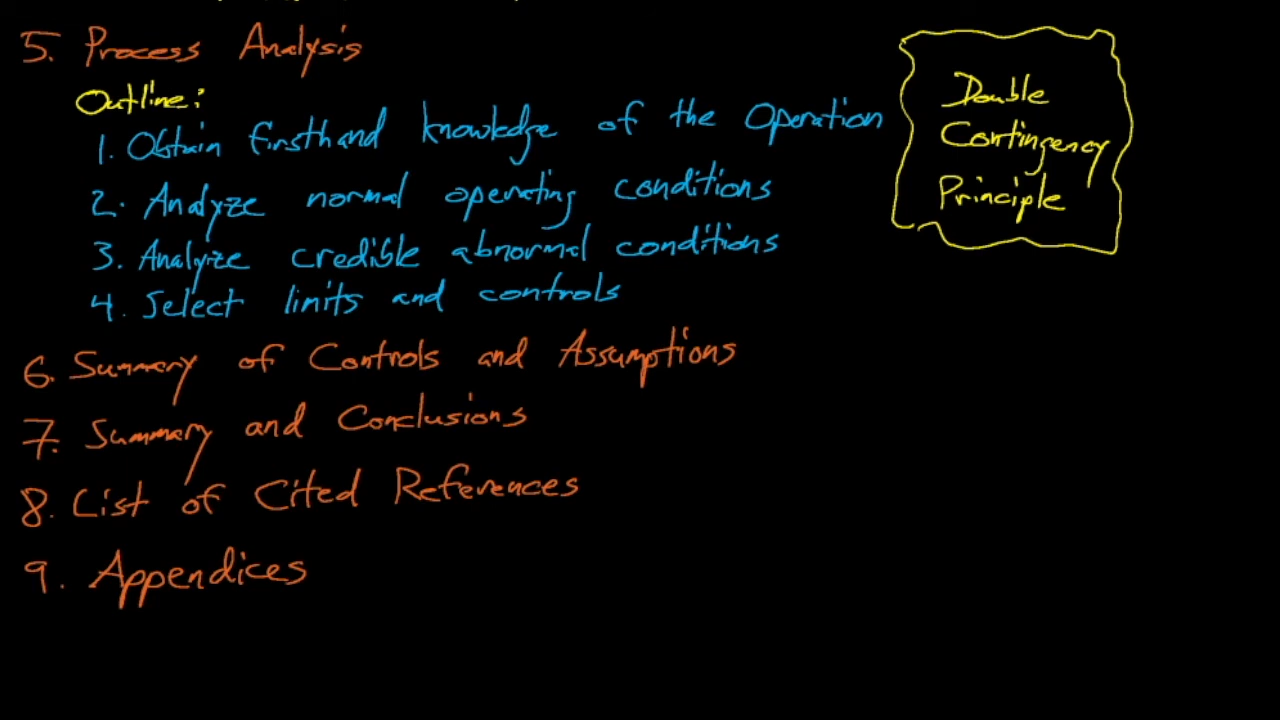 5. Process Analysis
Outline:
1. Obtain firsthand knowledge of the Operation
2. Analyze normal operating conditions
3. Analyze credible abnormal conditions
4. Select limits and controls
6. Summary of Controls and Assumptions
7. Summary and Conclusions
8. List of Cited References
9. Appendices
Double
Contingency
Principle